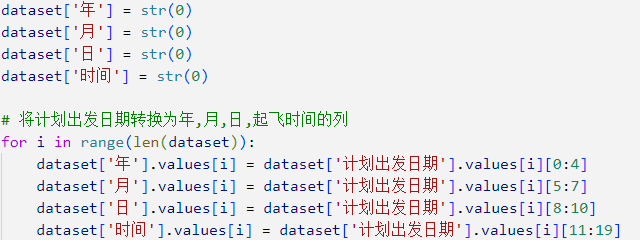 dataset['年'] = str(0)
dataset['月'] = str(0)
dataset['日'] = str(0)
dataset['时间'] = str(0)
# 将计划出发日期转换为年,月,日,起飞时间的列
for i in range(len(dataset)):
    dataset['年'].values[i] = dataset['计划出发日期'].values[i][0:4]
    dataset['月'].values[i] = dataset['计划出发日期'].values[i][5:7]
    dataset['日'].values[i] = dataset['计划出发日期'].values[i][8:10]
    dataset['时间'].values[i] = dataset['计划出发日期'].values[i][11:19]